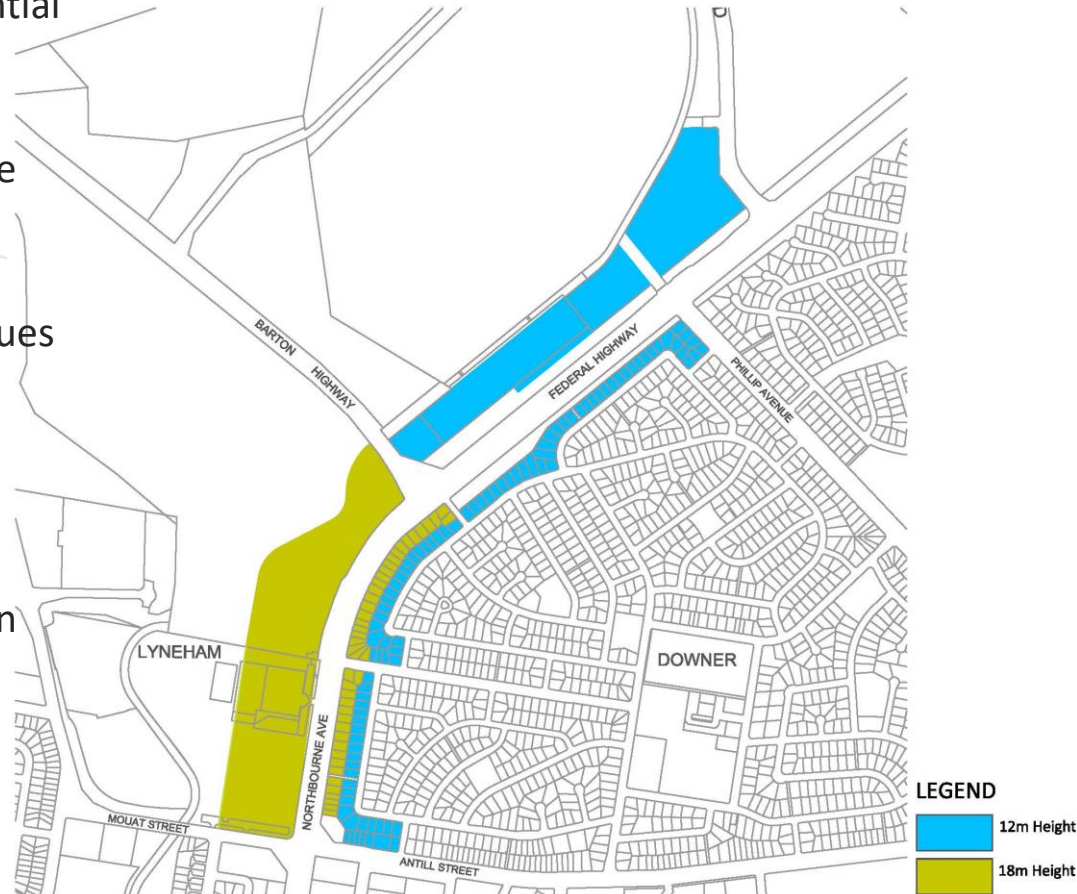 ntial
e
ues
n
BARTON
HIGHWAY
FEDERAL HIGHWAY
PHILLIP AVENUE
LYNEHAM
DOWNER
NORTHBOURNE AVE
MOUAT STREET
ANTILL STREET
LEGEND
12m Height
18m Height